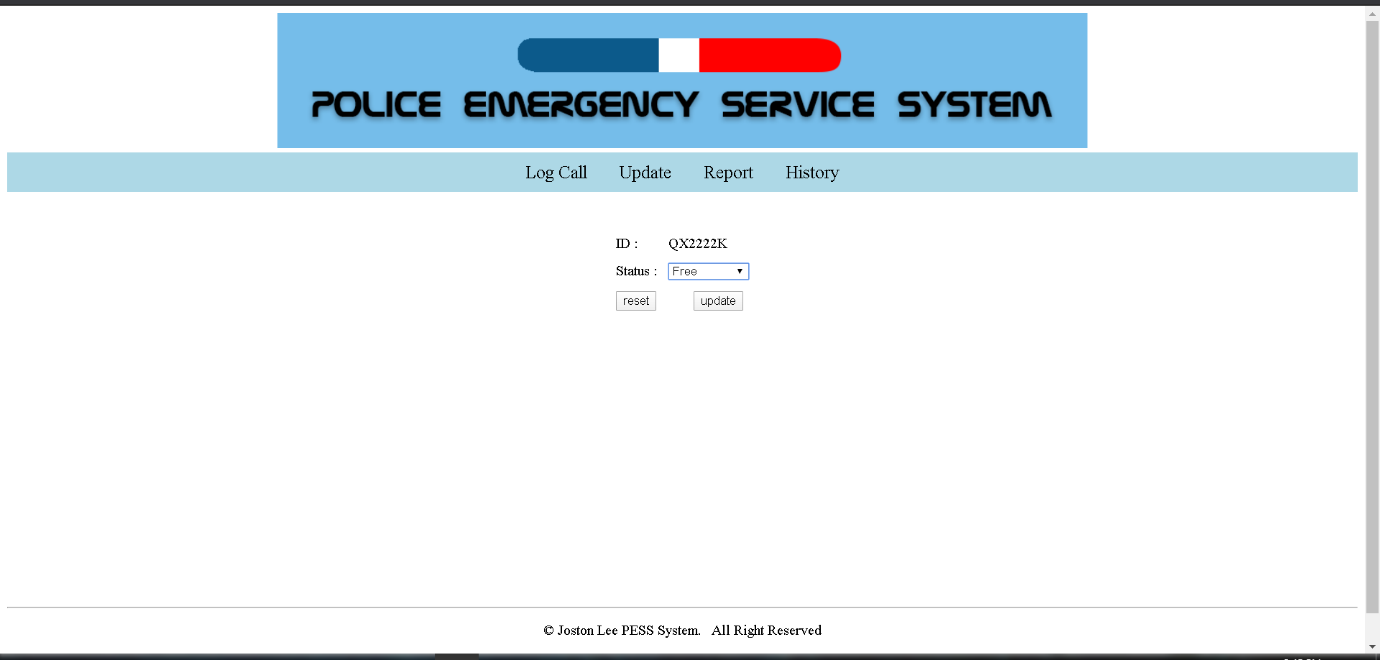 POLICE EMERGENCY SERVICE SYSTEM
Log Call Update Report History
ID : QX2222K
Status : Free
reset update
© Joston Lee PESS System. All Right Reserved